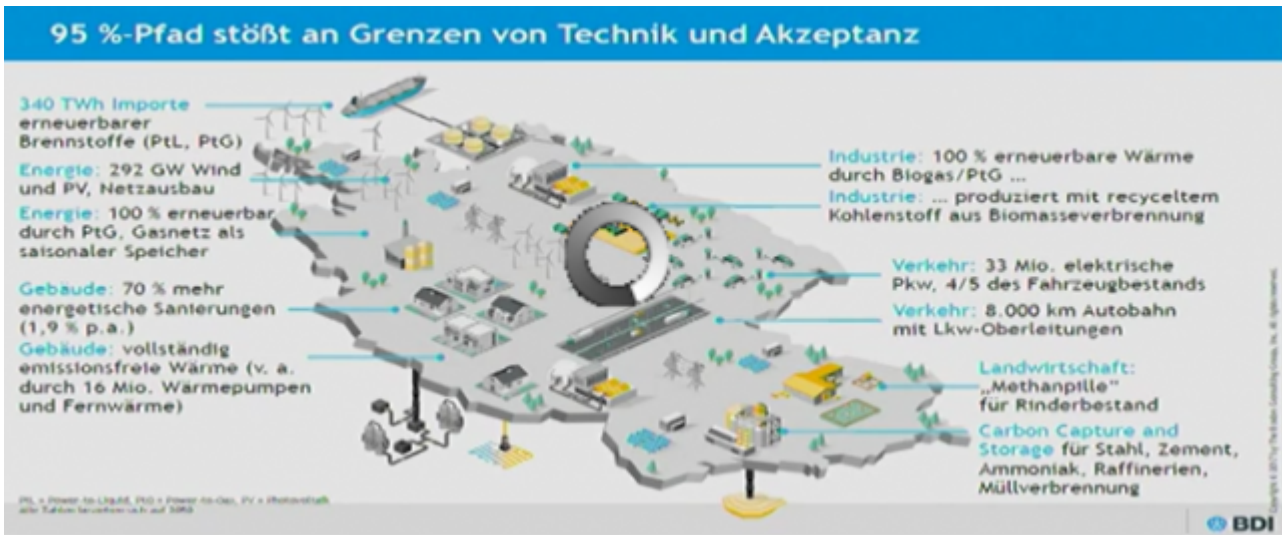 95 %-Pfad stößt an Grenzen von Technik und Akzeptanz
340 TWh Importe
erneuerbarer
Brennstoffe (PtL, PtG)
Energie: 292 GW Wind
und PV, Netzausbau
Energie: 100 % erneuerbar
durch PtG, Gasnetz als
saisonaler Speicher
Gebäude: 70 % mehr
energetische Sanierungen
(1,9 % p.a.)
Gebäude: vollständig
emissionsfreie Wärme (v. a.
durch 16 Mio. Wärmepumpen
und Fernwärme)
Industrie: 100 % erneuerbare Wärme
durch Biogas/PtG ...
Industrie: ... produziert mit recyceltem
Kohlenstoff aus Biomasseverbrennung
Verkehr: 33 Mio. elektrische
Pkw, 4/5 des Fahrzeugbestands
Verkehr: 8.000 km Autobahn
mit Lkw-Oberleitungen
Landwirtschaft:
„Methanpille"
für Rinderbestand
Carbon Capture and
Storage für Stahl, Zement,
Ammoniak, Raffinerien,
Müllverbrennung
PtL = Power-to-Liquid, PtG = Power-to-Gas, PV = Photovoltaik
BDI